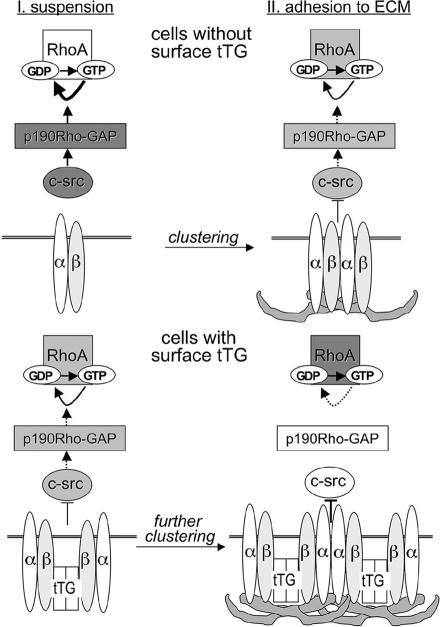 I. suspension
II. adhesion to ECM
cells without
surface tTG
RhoA
GDP
GTP
p190Rho-GAP
c-src
α β
RhoA
GDP
GTP
p190Rho-GAP
c-src
clustering
α β α β
cells with
surface tTG
RhoA
GDP
GTP
p190Rho-GAP
c-src
α β β α
tTG
further
clustering
RhoA
GDP
GTP
p190Rho-GAP
c-src
α β β α α β β α
tTG tTG